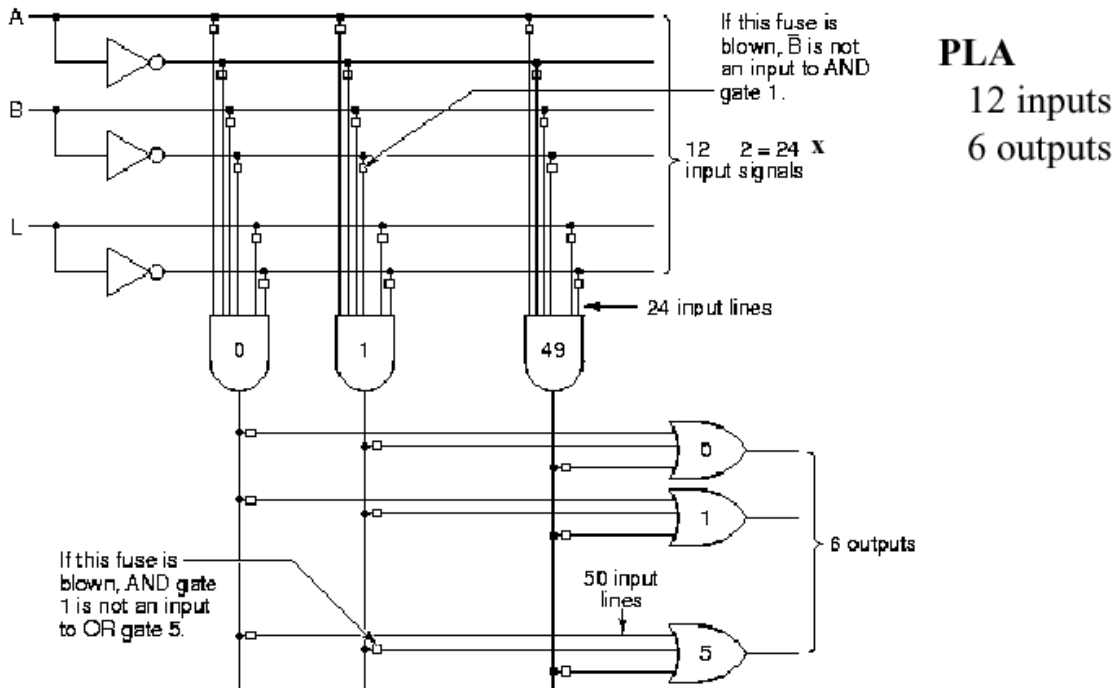 A
B
L
If this fuse is
blown, B̅ is not
an input to AND
gate 1.
PLA
12 inputs
6 outputs
12 2 = 24 x
input signals
24 input lines
0
1
49
0
1
5
6 outputs
If this fuse is
blown, AND gate
1 is not an input
to OR gate 5.
50 input
lines